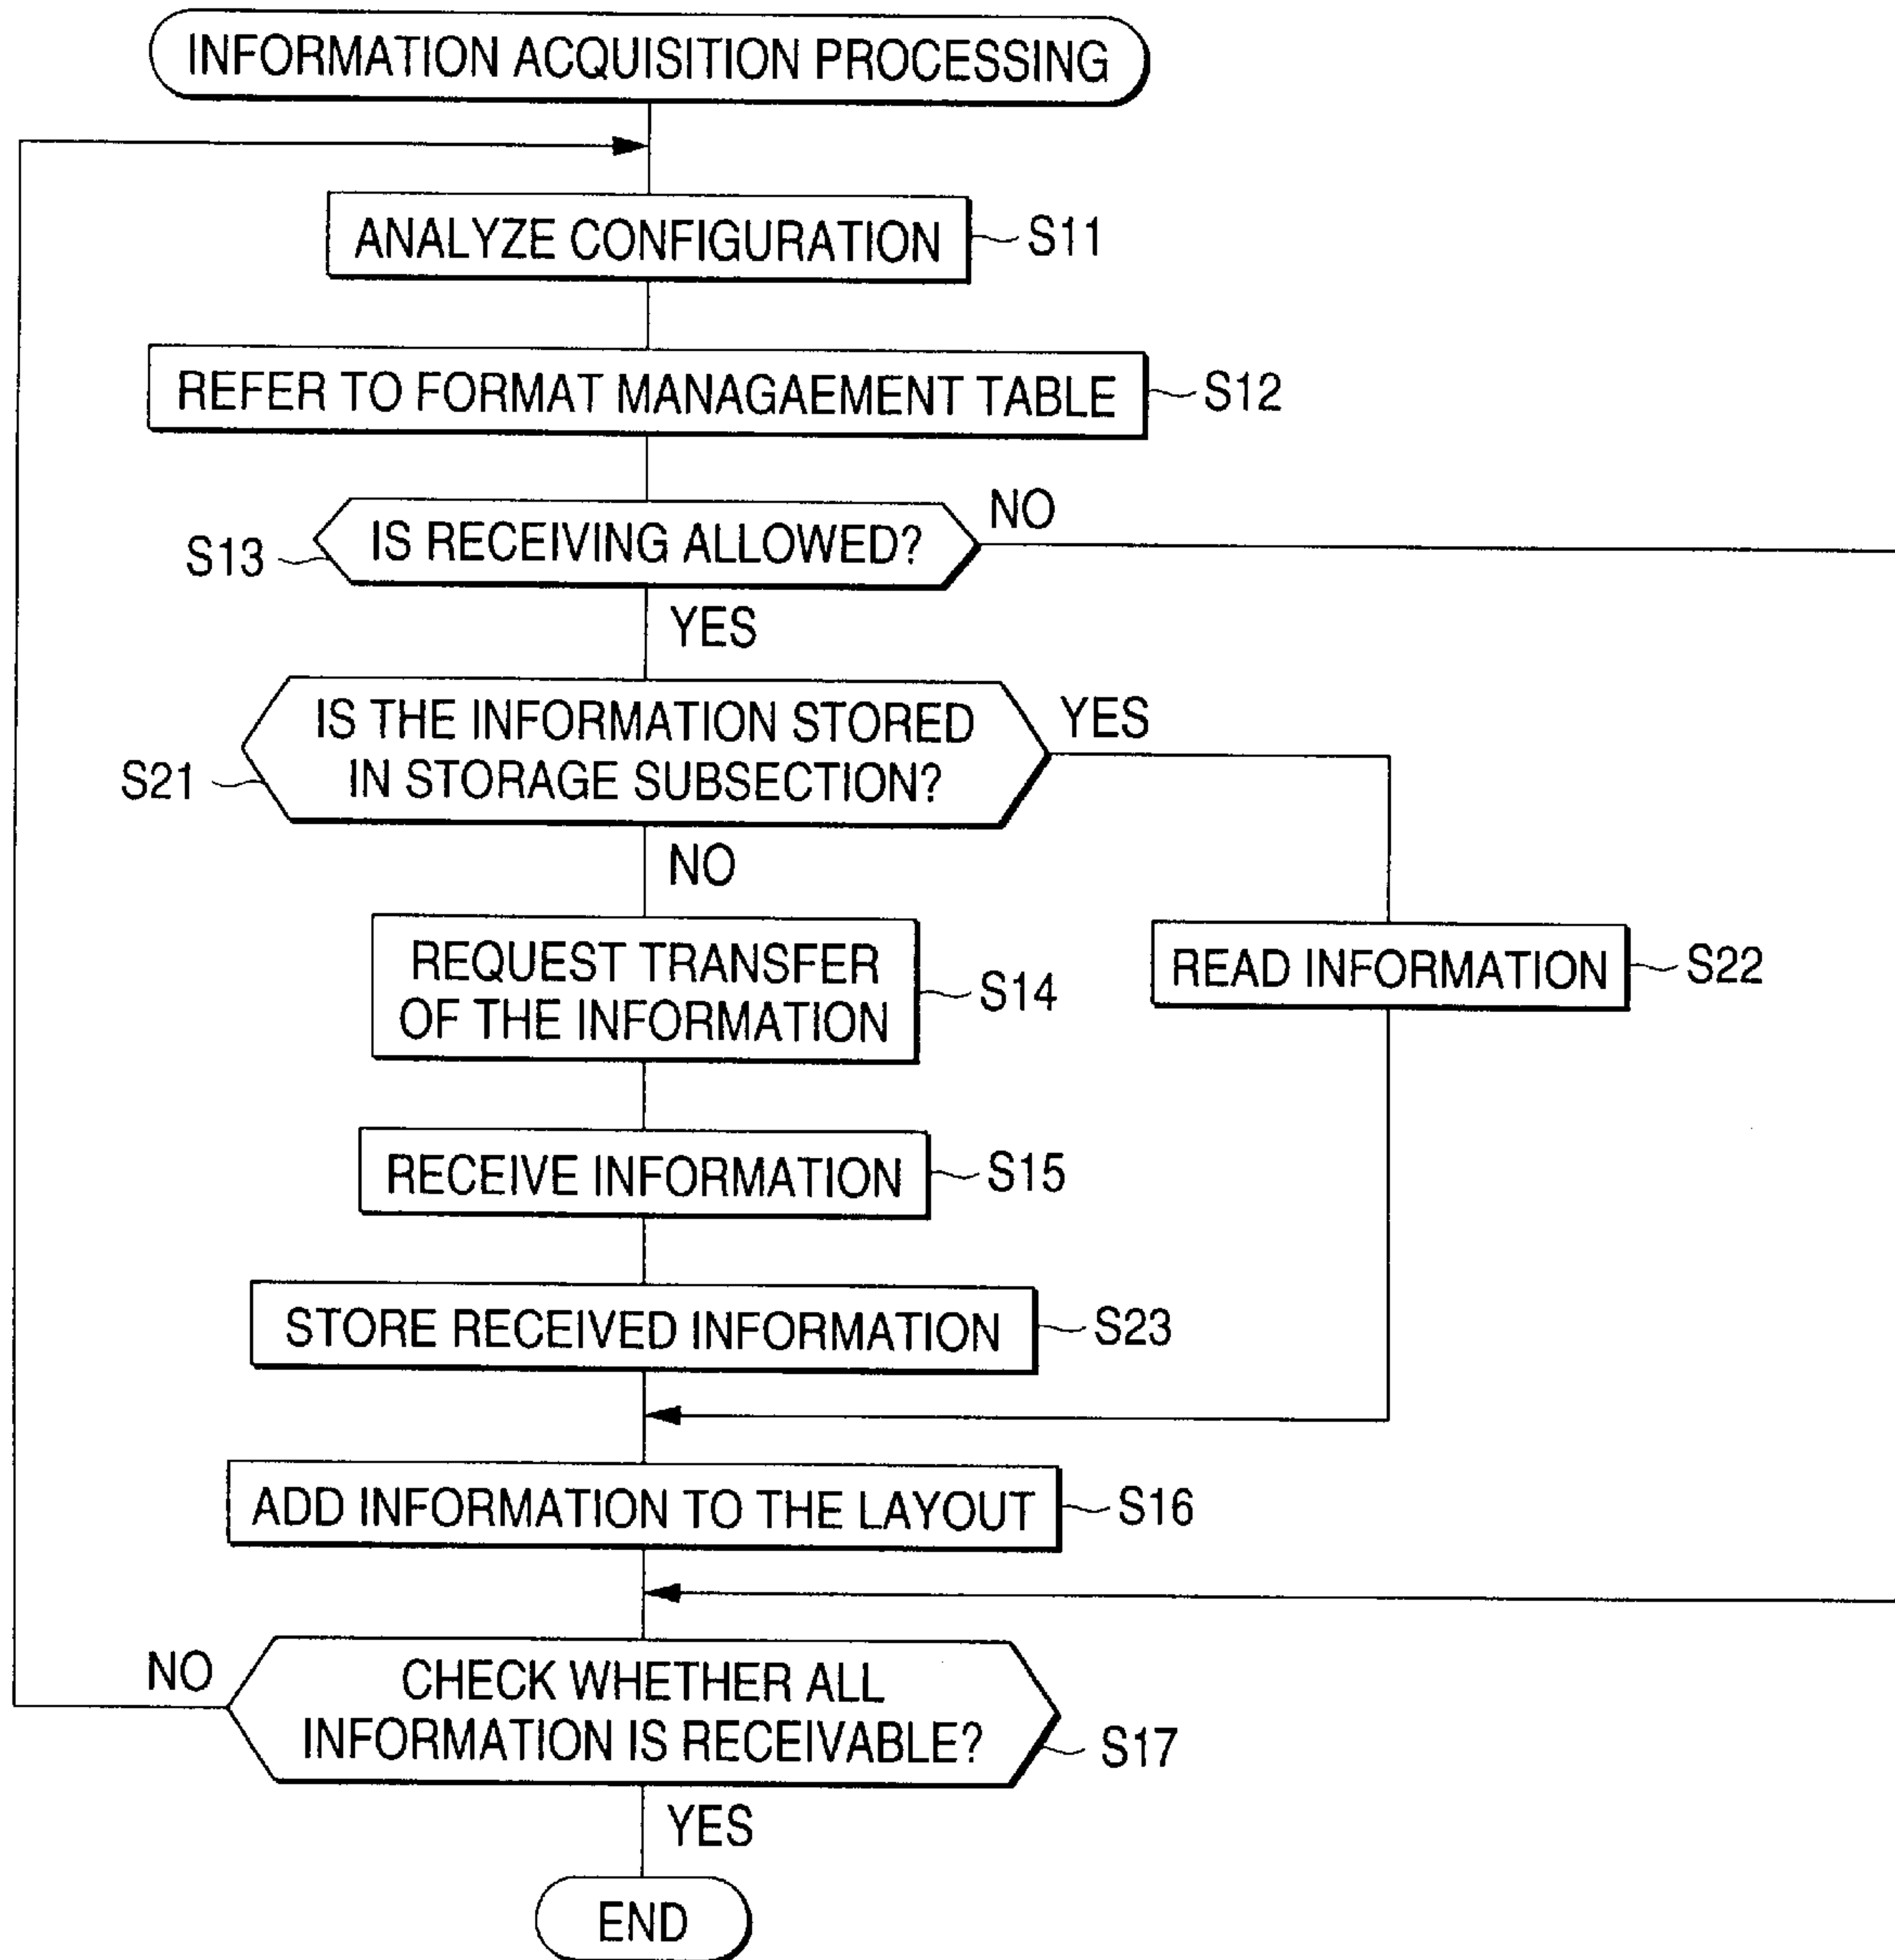 INFORMATION ACQUISITION PROCESSING
ANALYZE CONFIGURATION
S11
REFER TO FORMAT MANAGAEMENT TABLE
S12
IS RECEIVING ALLOWED?
NO
S13
YES
IS THE INFORMATION STORED
IN STORAGE SUBSECTION?
YES
S21
NO
REQUEST TRANSFER
OF THE INFORMATION
S14
READ INFORMATION
S22
RECEIVE INFORMATION
S15
STORE RECEIVED INFORMATION
S23
ADD INFORMATION TO THE LAYOUT
S16
NO
CHECK WHETHER ALL
INFORMATION IS RECEIVABLE?
S17
YES
END